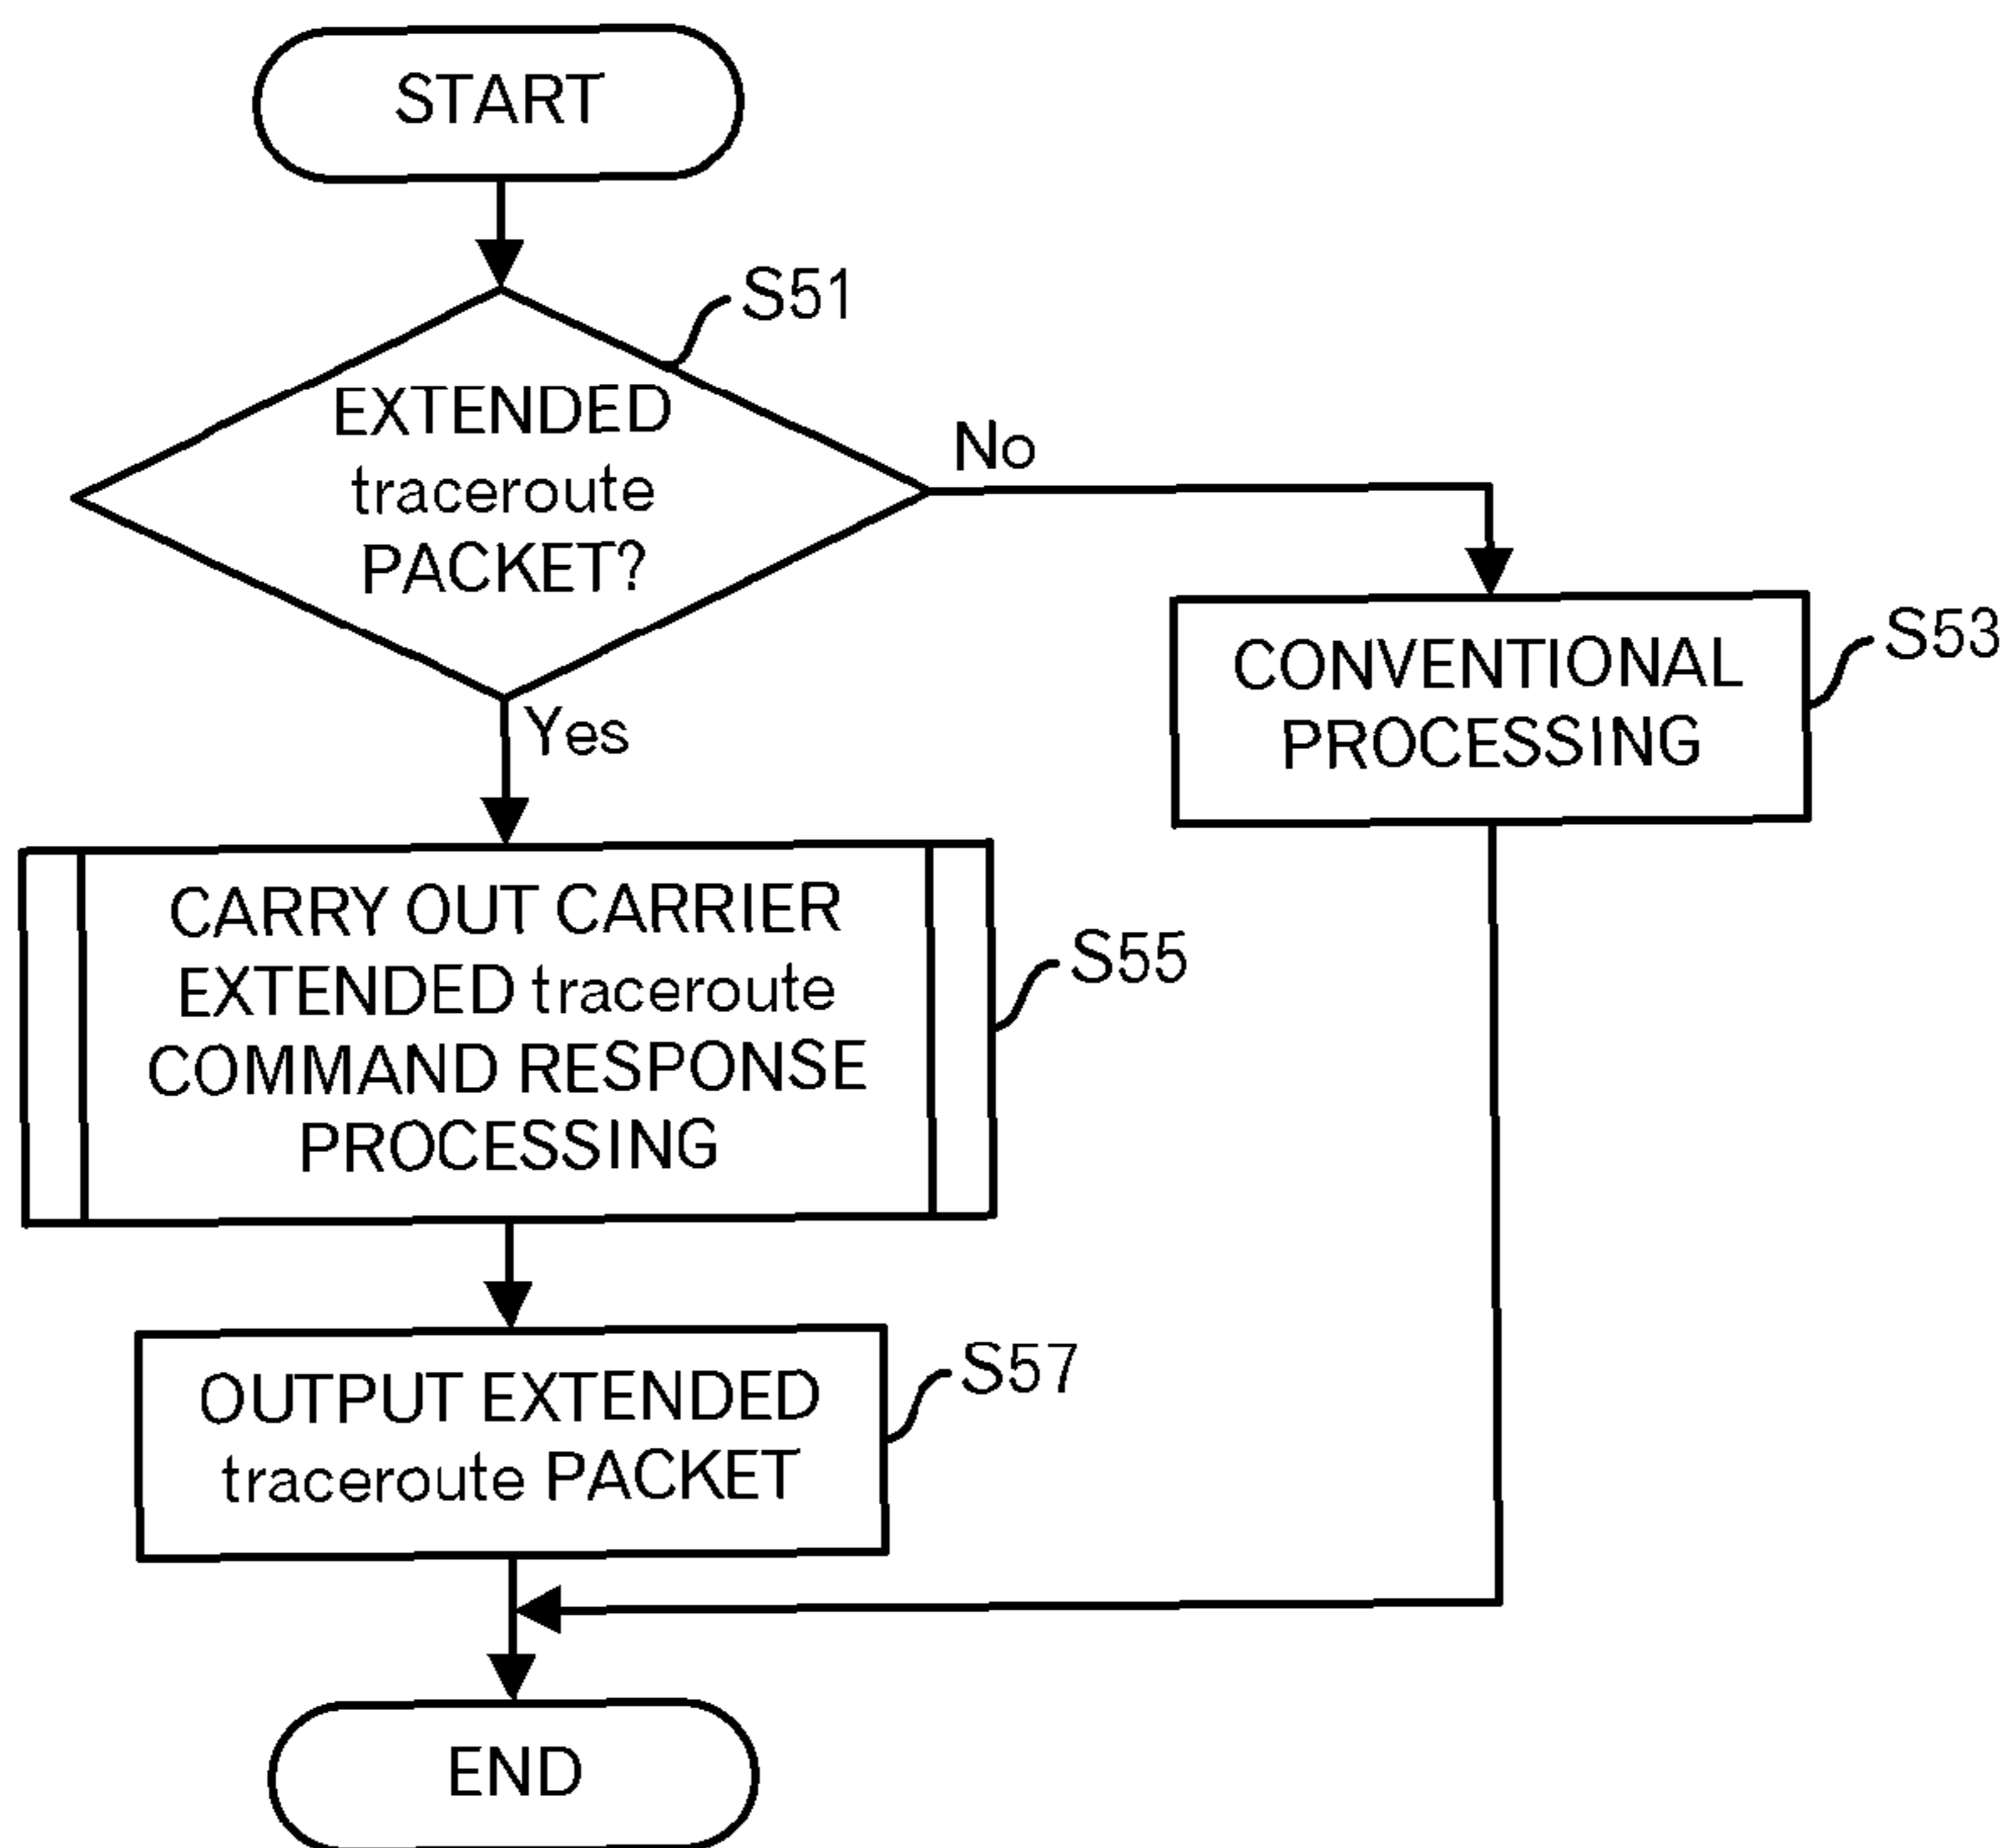 START
S51
EXTENDED
traceroute
PACKET?
No
Yes
CONVENTIONAL
PROCESSING
S53
CARRY OUT CARRIER
EXTENDED traceroute
COMMAND RESPONSE
PROCESSING
S55
OUTPUT EXTENDED
traceroute PACKET
S57
END